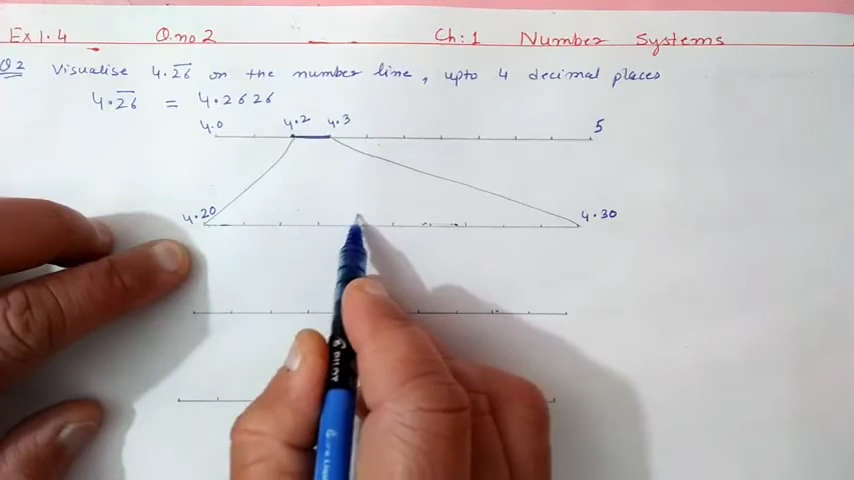 Ex 1.4 Q.no 2 Ch: 1 Number Systems
Q2 Visualise 4.2̅6̅ on the number line, upto 4 decimal places
4.2̅6̅ = 4.2626
4.0 4.2 4.3 5
4.20 4.30
PILOT